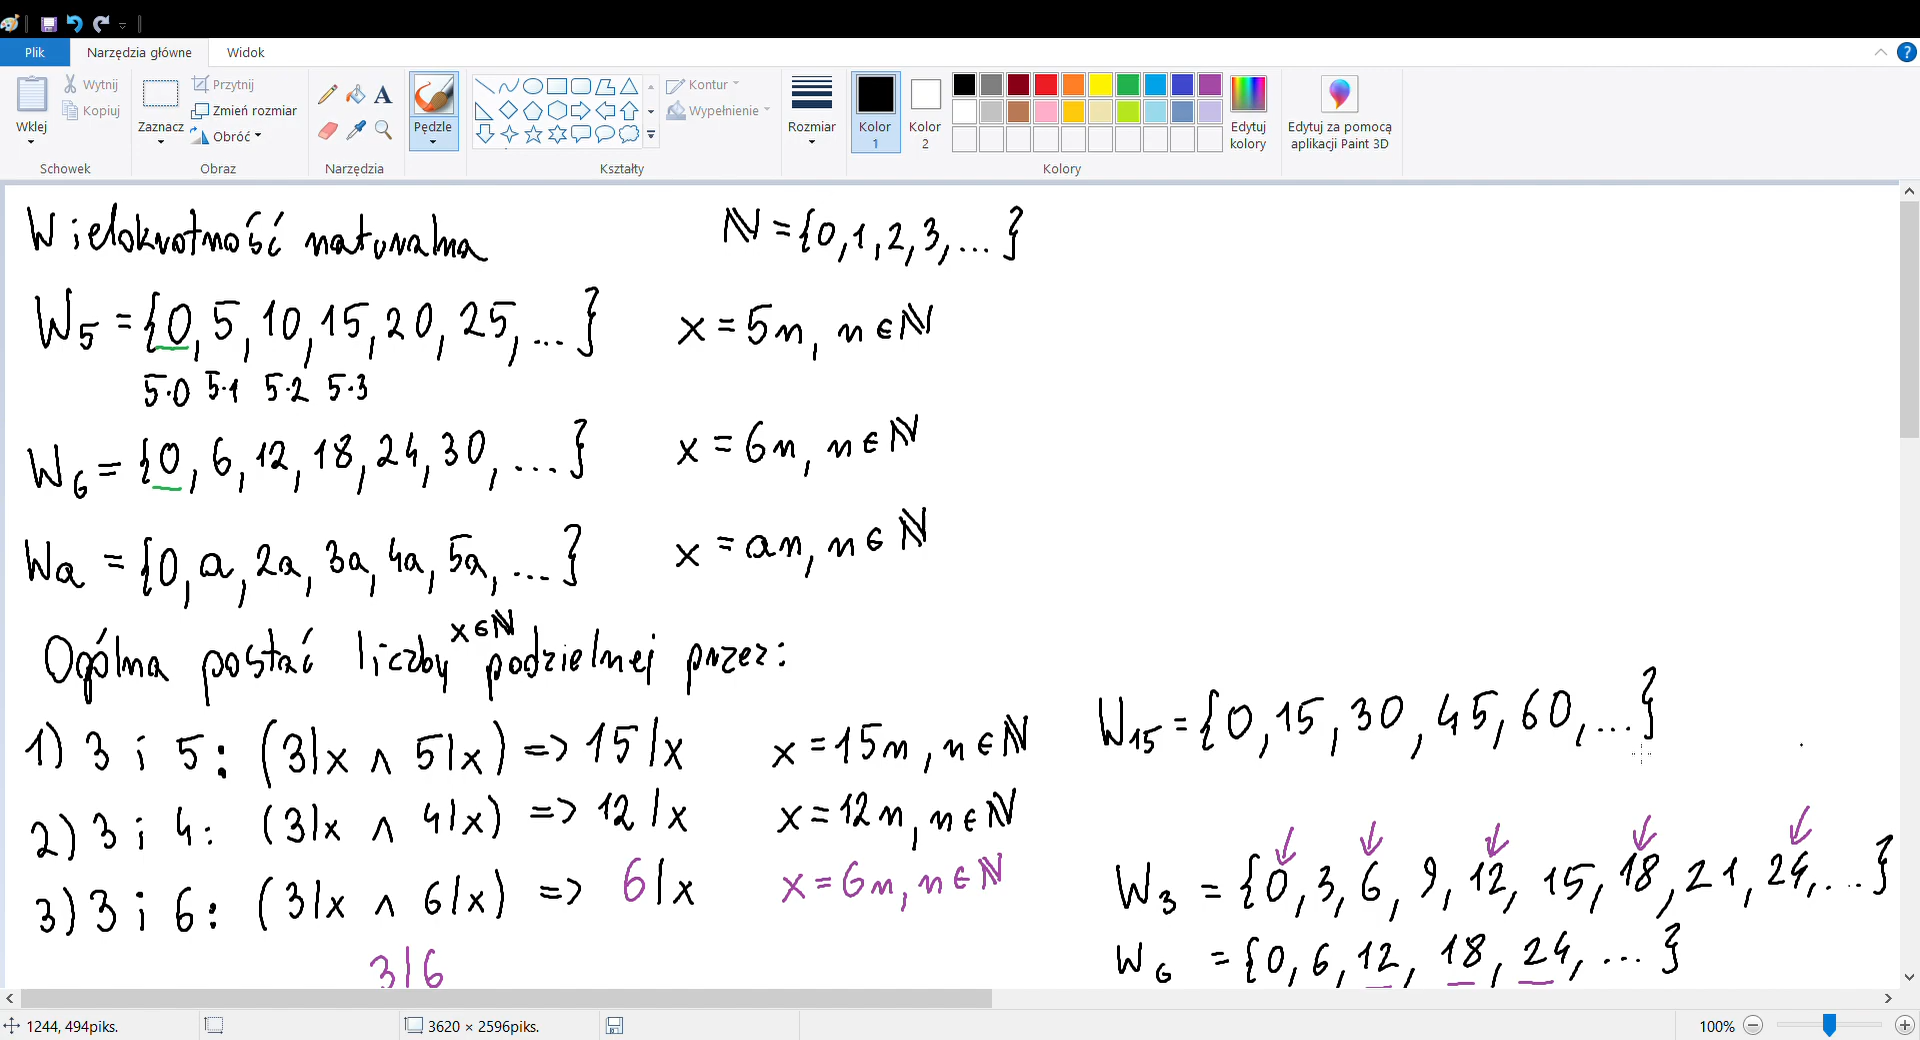 Plik Narzędzia główne Widok
Wklej
Wytnij
Kopiuj
Schowek
Zaznacz
Przytnij
Zmień rozmiar
Obróć
Obraz
A
Narzędzia
Pędzle
Kontur
Wypełnienie
Kształty
Rozmiar
Kolor 1
Kolor 2
Edytuj kolory
Kolory
Edytuj za pomocą aplikacji Paint 3D
Wielokrotność naturalna
ℕ = {0, 1, 2, 3, ... }
W₅ = {0, 5, 10, 15, 20, 25, ... }
x = 5n, n ∈ ℕ
5·0 5·1 5·2 5·3
W₆ = {0, 6, 12, 18, 24, 30, ... }
x = 6n, n ∈ ℕ
Wa = {0, a, 2a, 3a, 4a, 5a, ... }
x = an, n ∈ ℕ
x ∈ ℕ
Ogólna postać liczby podzielnej przez:
1) 3 i 5: (3|x ∧ 5|x) => 15|x
x = 15n, n ∈ ℕ
W₁₅ = {0, 15, 30, 45, 60, ... }
2) 3 i 4: (3|x ∧ 4|x) => 12|x
x = 12n, n ∈ ℕ
3) 3 i 6: (3|x ∧ 6|x) => 6|x
x = 6n, n ∈ ℕ
W₃ = {0, 3, 6, 9, 12, 15, 18, 21, 24, ... }
3|6
W₆ = {0, 6, 12, 18, 24, ... }
1244, 494piks.
3620 × 2596piks.
100%